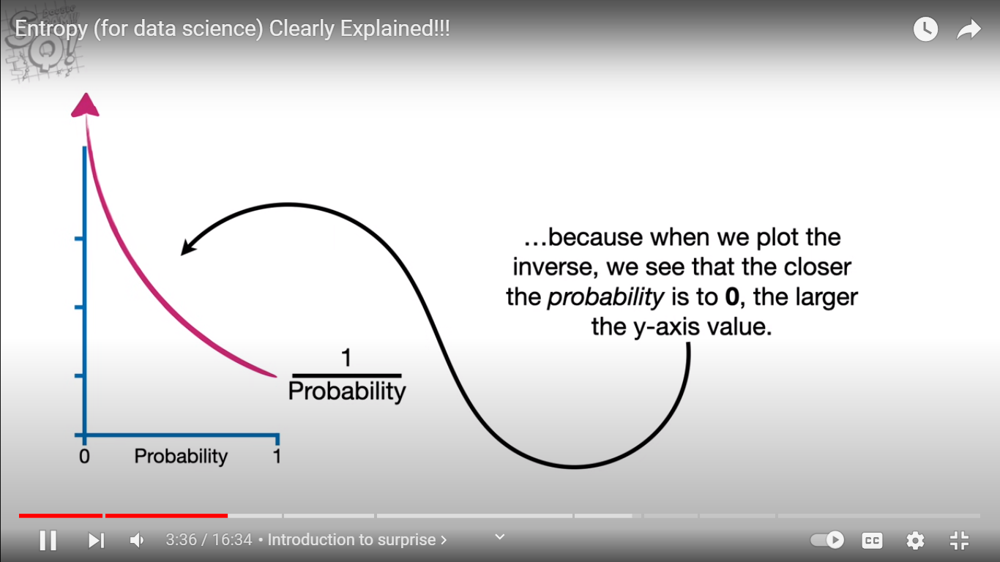 Entropy (for data science) Clearly Explained!!!
…because when we plot the
inverse, we see that the closer
the probability is to 0, the larger
the y-axis value.
1
Probability
0 Probability 1
3:36 / 16:34 • Introduction to surprise >
CC